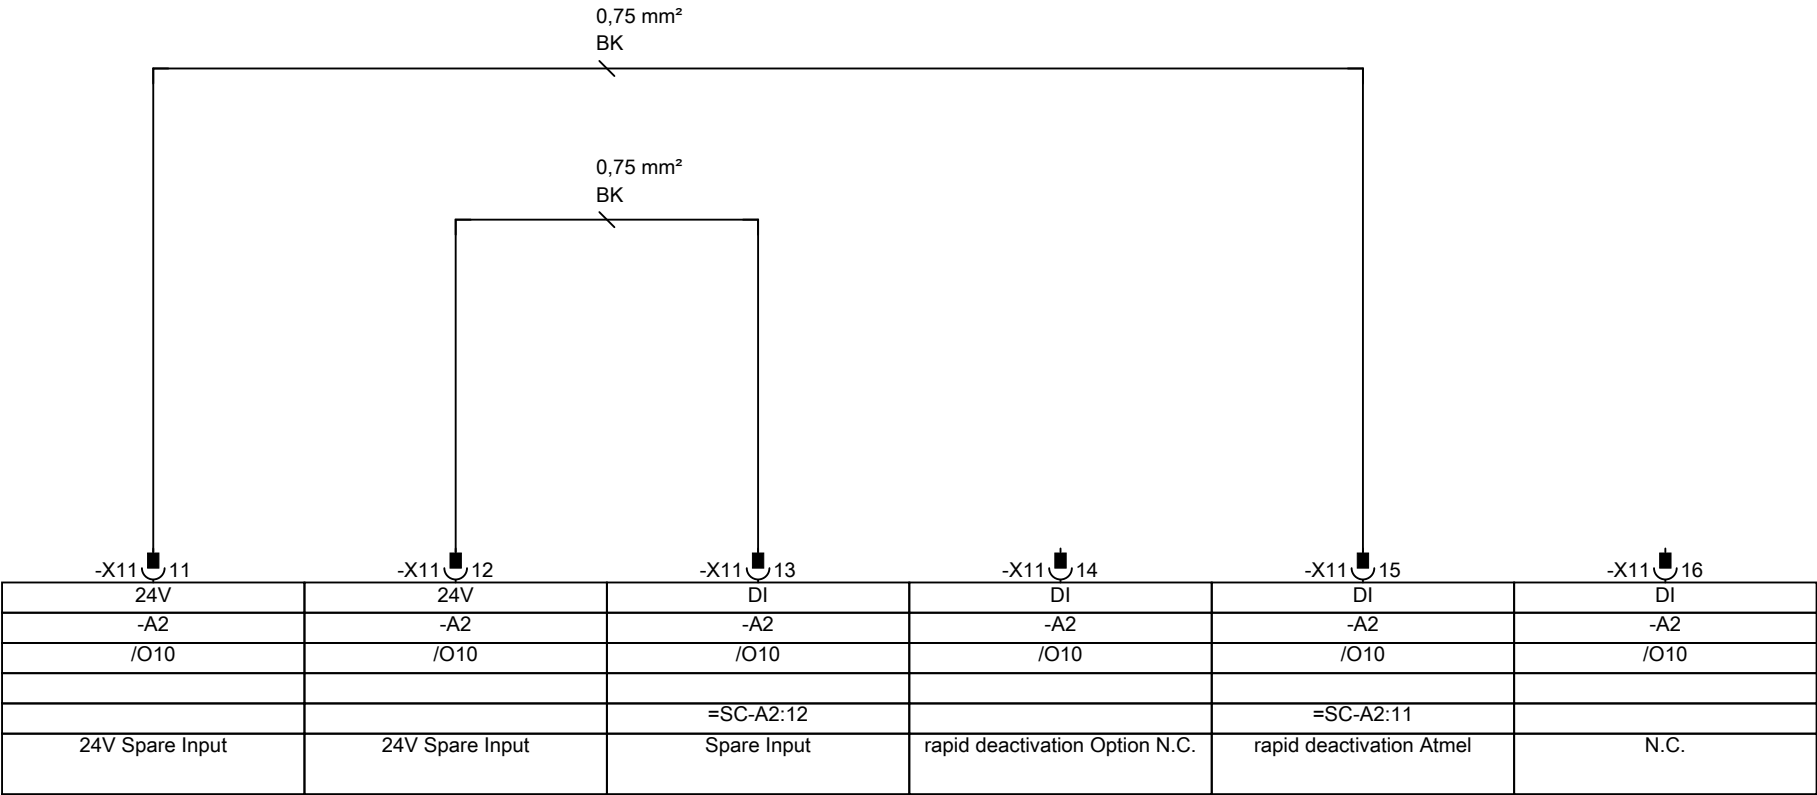 0,75 mm²
BK
0,75 mm²
BK
-X11 11 -X11 12 -X11 13 -X11 14 -X11 15 -X11 16
24V 24V DI DI DI DI
-A2 -A2 -A2 -A2 -A2 -A2
/O10 /O10 /O10 /O10 /O10 /O10
=SC-A2:12 =SC-A2:11
24V Spare Input 24V Spare Input Spare Input rapid deactivation Option N.C. rapid deactivation Atmel N.C.